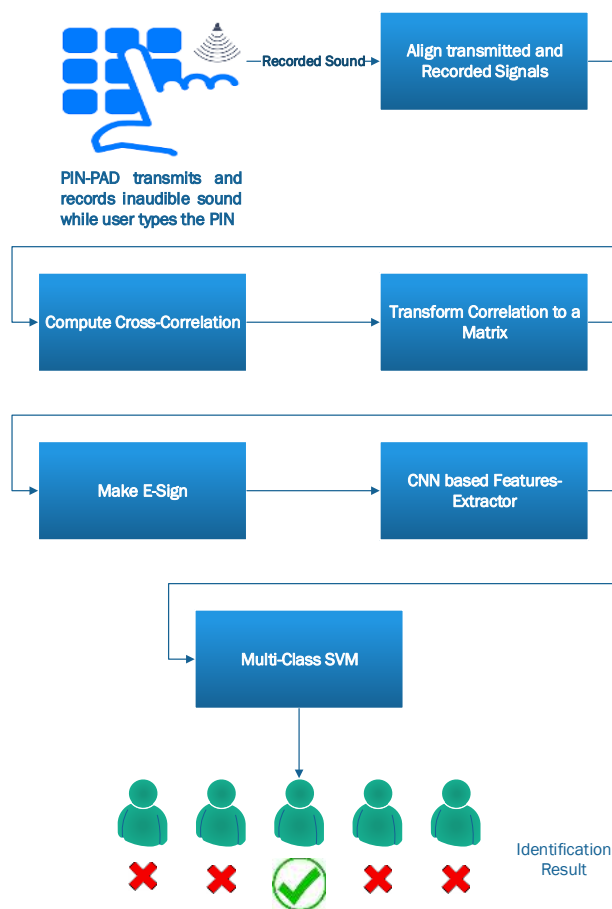 Recorded Sound
Align transmitted and
Recorded Signals
PIN-PAD transmits and
records inaudible sound
while user types the PIN
Compute Cross-Correlation
Transform Correlation to a
Matrix
Make E-Sign
CNN based Features-
Extractor
Multi-Class SVM
Identification
Result